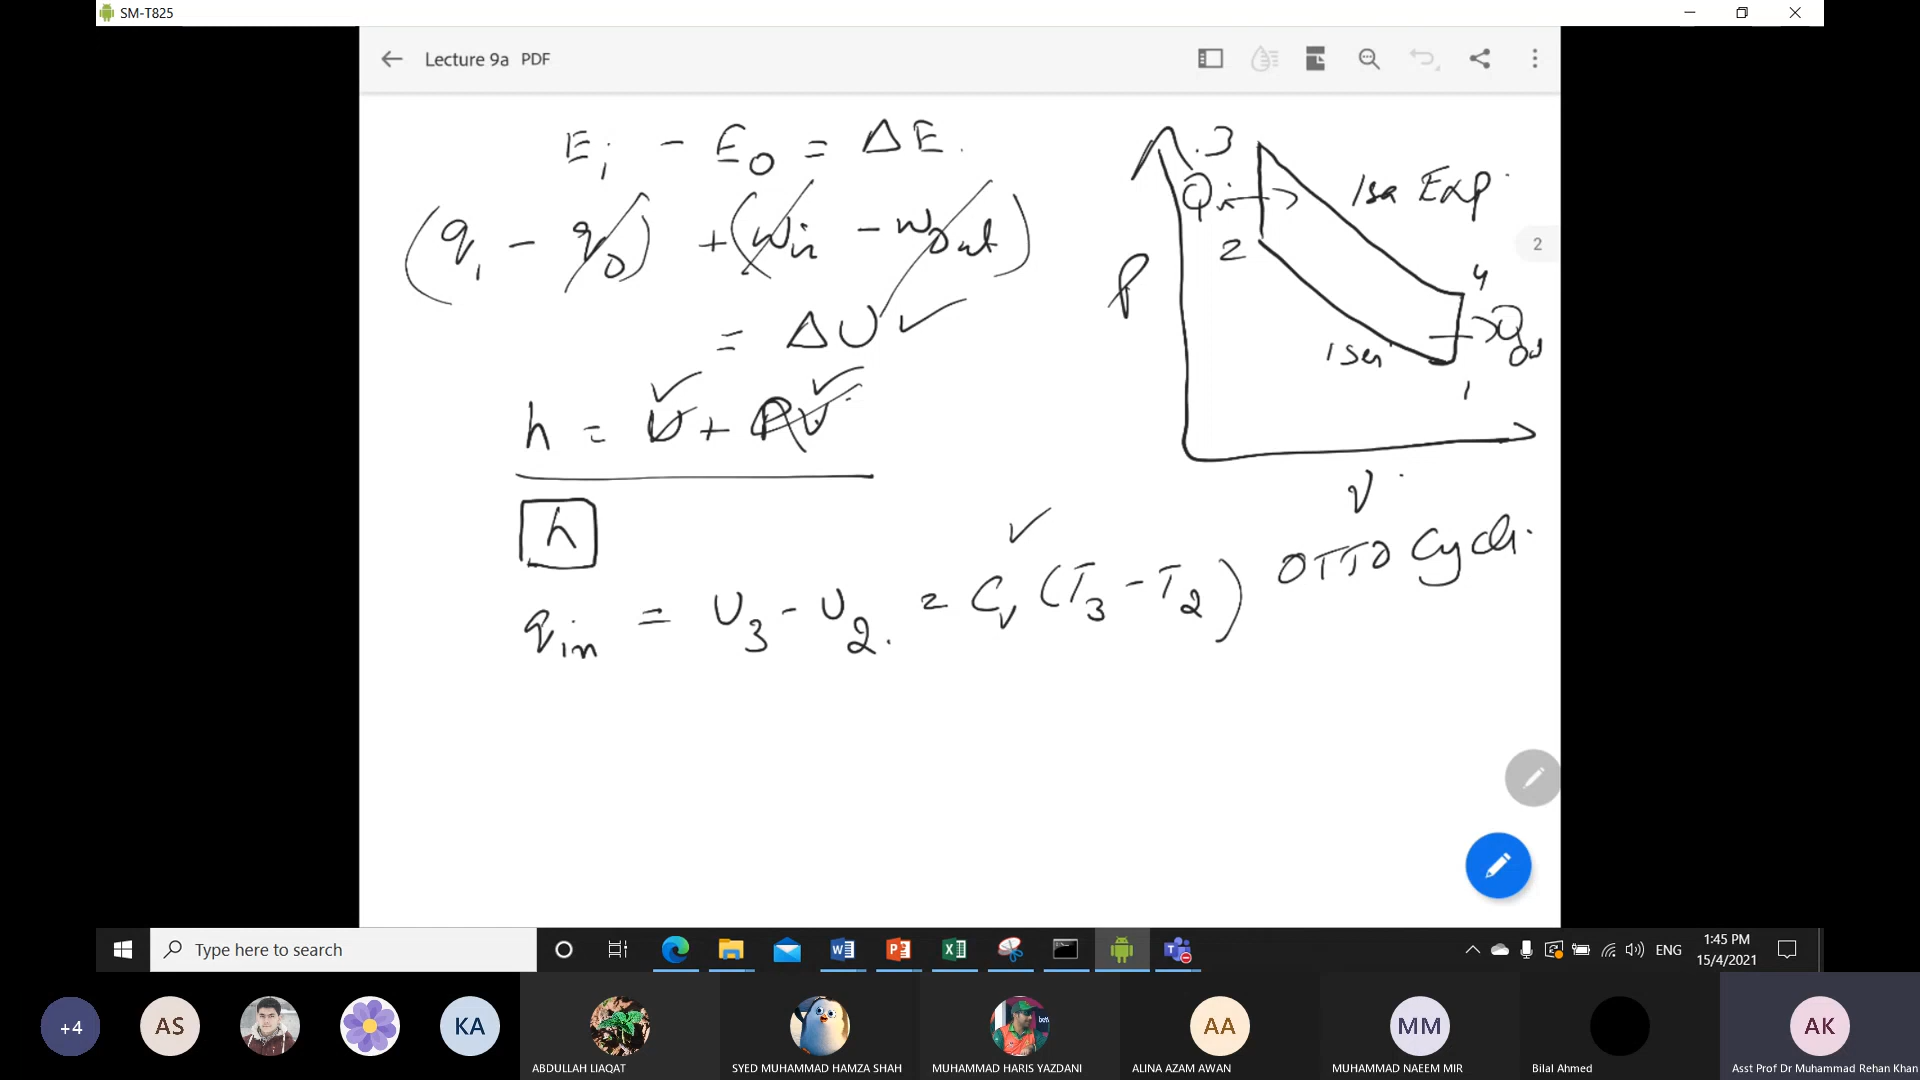 SM-T825
Lecture 9a PDF
Ei - Eo = ΔE.
(qi - qo) + (win - wout)
= ΔU
h = U + PV
h
qin = U3 - U2. = Cv (T3 - T2)
3
Qin
Isen Exp.
2
4
P
Qout
Isen
1
V
OTTO Cycle.
2
Type here to search
ENG
1:45 PM
15/4/2021
+4
AS
KA
AA
MM
AK
ABDULLAH LIAQAT
SYED MUHAMMAD HAMZA SHAH
MUHAMMAD HARIS YAZDANI
ALINA AZAM AWAN
MUHAMMAD NAEEM MIR
Bilal Ahmed
Asst Prof Dr Muhammad Rehan Khan